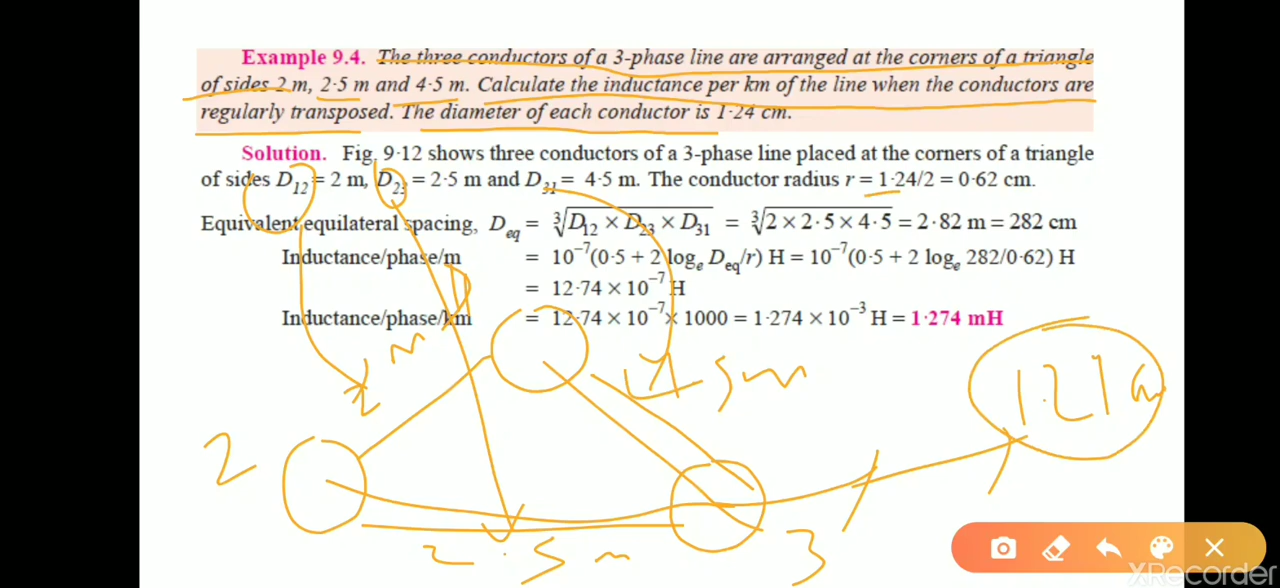 Example 9.4. The three conductors of a 3-phase line are arranged at the corners of a triangle
of sides 2 m, 2·5 m and 4·5 m. Calculate the inductance per km of the line when the conductors are
regularly transposed. The diameter of each conductor is 1·24 cm.
Solution. Fig. 9·12 shows three conductors of a 3-phase line placed at the corners of a triangle
of sides D12 = 2 m, D23 = 2·5 m and D31 = 4·5 m. The conductor radius r = 1·24/2 = 0·62 cm.
Equivalent equilateral spacing, Deq = ∛(D12 × D23 × D31) = ∛(2 × 2·5 × 4·5) = 2·82 m = 282 cm
Inductance/phase/m = 10⁻⁷(0·5 + 2 logₑ Deq/r) H = 10⁻⁷(0·5 + 2 logₑ 282/0·62) H
= 12·74 × 10⁻⁷ H
Inductance/phase/km = 12·74 × 10⁻⁷ × 1000 = 1·274 × 10⁻³ H = 1·274 mH
2 m
5 m
2
2.5 m
3
XRecorder